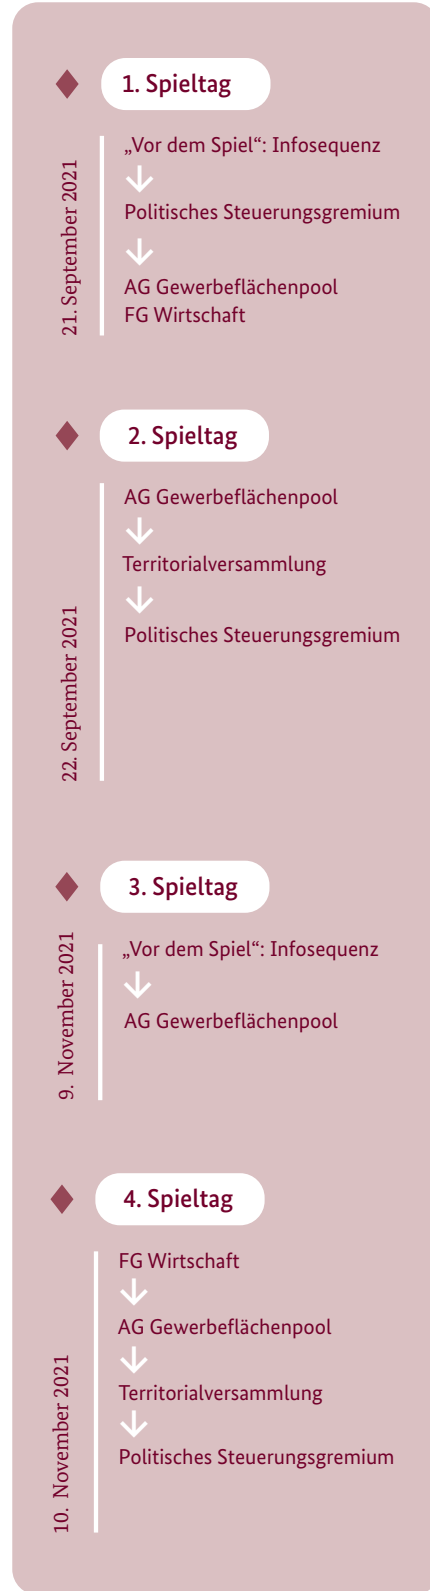 1. Spieltag
21. September 2021
„Vor dem Spiel“: Infosequenz
Politisches Steuerungsgremium
AG Gewerbeflächenpool
FG Wirtschaft
2. Spieltag
22. September 2021
AG Gewerbeflächenpool
Territorialversammlung
Politisches Steuerungsgremium
3. Spieltag
9. November 2021
„Vor dem Spiel“: Infosequenz
AG Gewerbeflächenpool
4. Spieltag
10. November 2021
FG Wirtschaft
AG Gewerbeflächenpool
Territorialversammlung
Politisches Steuerungsgremium